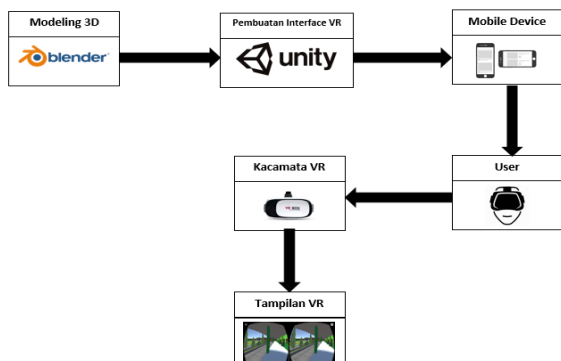 Modeling 3D
blender
Pembuatan Interface VR
unity
Mobile Device
User
Kacamata VR
Tampilan VR